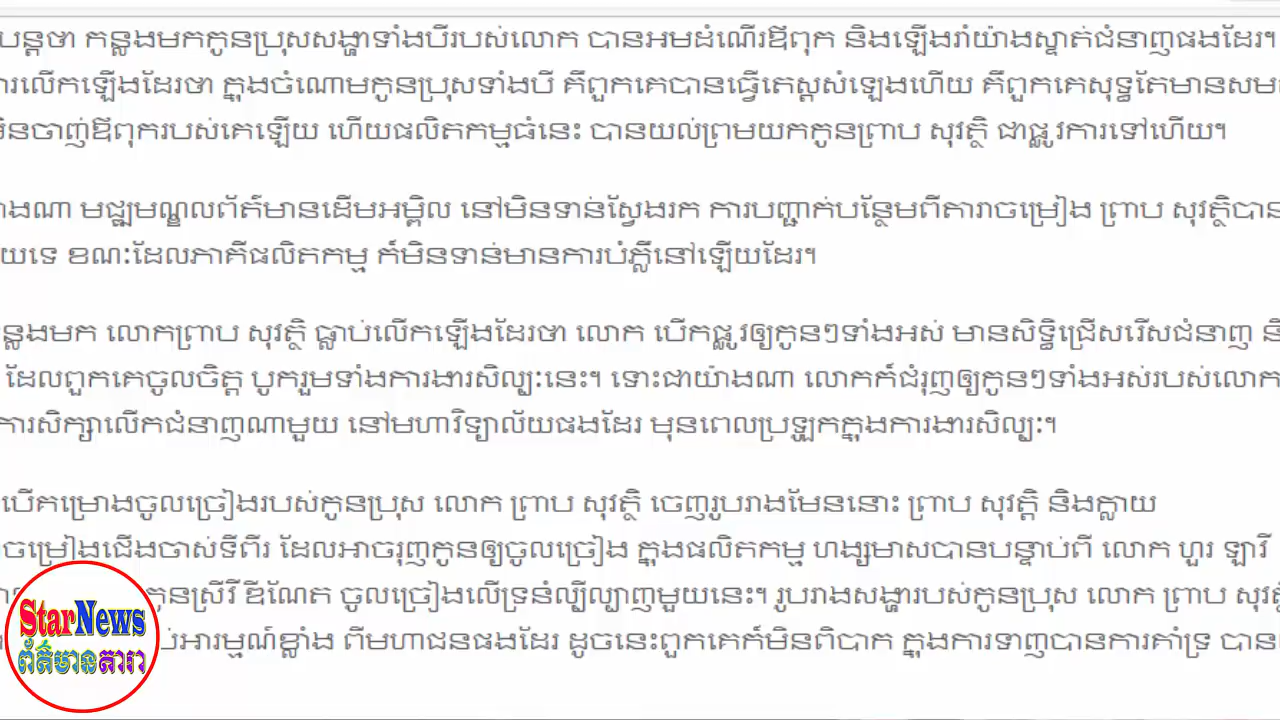 បន្តថា កន្លងមកកូនប្រុសសង្ហាទាំងបីរបស់លោក បានអមដំណើរឪពុក និងឡើងរាំយ៉ាងស្ទាត់ជំនាញផងដែរ។
លើកឡើងដែរថា ក្នុងចំណោមកូនប្រុសទាំងបី គឺពួកគេបានធ្វើតេស្តសំឡេងហើយ គឺពួកគេសុទ្ធតែមាន
មិនចាញ់ឪពុករបស់គេឡើយ ហើយផលិតកម្មធំនេះ បានយល់ព្រមយកកូនព្រាប សុវត្ថិ ជាផ្លូវការទៅហើយ។
មជ្ឈមណ្ឌលព័ត៌មានដើមអម្ពិល នៅមិនទាន់ស្វែងរក ការបញ្ជាក់បន្ថែមពីតារាចម្រៀង ព្រាប សុវត្ថិបាន
យទេ ខណៈដែលភាគីផលិតកម្ម ក៏មិនទាន់មានការបំភ្លឺនៅឡើយដែរ។
ន្លងមក លោកព្រាប សុវត្ថិ ធ្លាប់លើកឡើងដែរថា លោក បើកផ្លូវឲ្យកូនៗទាំងអស់ មានសិទ្ធិជ្រើសរើសជំនាញ និ
ដែលពួកគេចូលចិត្ត បូករួមទាំងការងារសិល្បៈនេះ។ ទោះជាយ៉ាងណា លោកក៏ជំរុញឲ្យកូនៗទាំងអស់របស់លោក
ការសិក្សាលើកជំនាញណាមួយ នៅមហាវិទ្យាល័យផងដែរ មុនពេលប្រឡូកក្នុងការងារសិល្បៈ។
បើគម្រោងចូលច្រៀងរបស់កូនប្រុស លោក ព្រាប សុវត្ថិ ចេញរូបរាងមែននោះ ព្រាប សុវត្តិ និងក្លាយ
ចម្រៀងជើងចាស់ទីពីរ ដែលអាចរុញកូនឲ្យចូលច្រៀង ក្នុងផលិតកម្ម ហង្សមាសបានបន្ទាប់ពី លោក ហួរ ឡាវី
កូនស្រីវី ឌីណែត ចូលច្រៀងលើទ្រនំល្បីល្បាញមួយនេះ។ រូបរាងសង្ហារបស់កូនប្រុស លោក ព្រាប សុវត្ថិ
អារម្មណ៍ខ្លាំង ពីមហាជនផងដែរ ដូចនេះពួកគេក៏មិនពិបាក ក្នុងការទាញបានការគាំទ្រ បាន
StarNews
ព័ត៌មានតារា